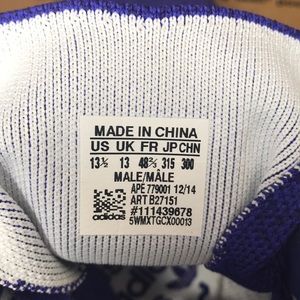 MADE IN CHINA
US UK FR JP CHN
13½ 13 48⅔ 315 300
MALE/MÂLE
APE 779001 12/14
ART B27151
#111439678
5WMXTGCX00013
adidas